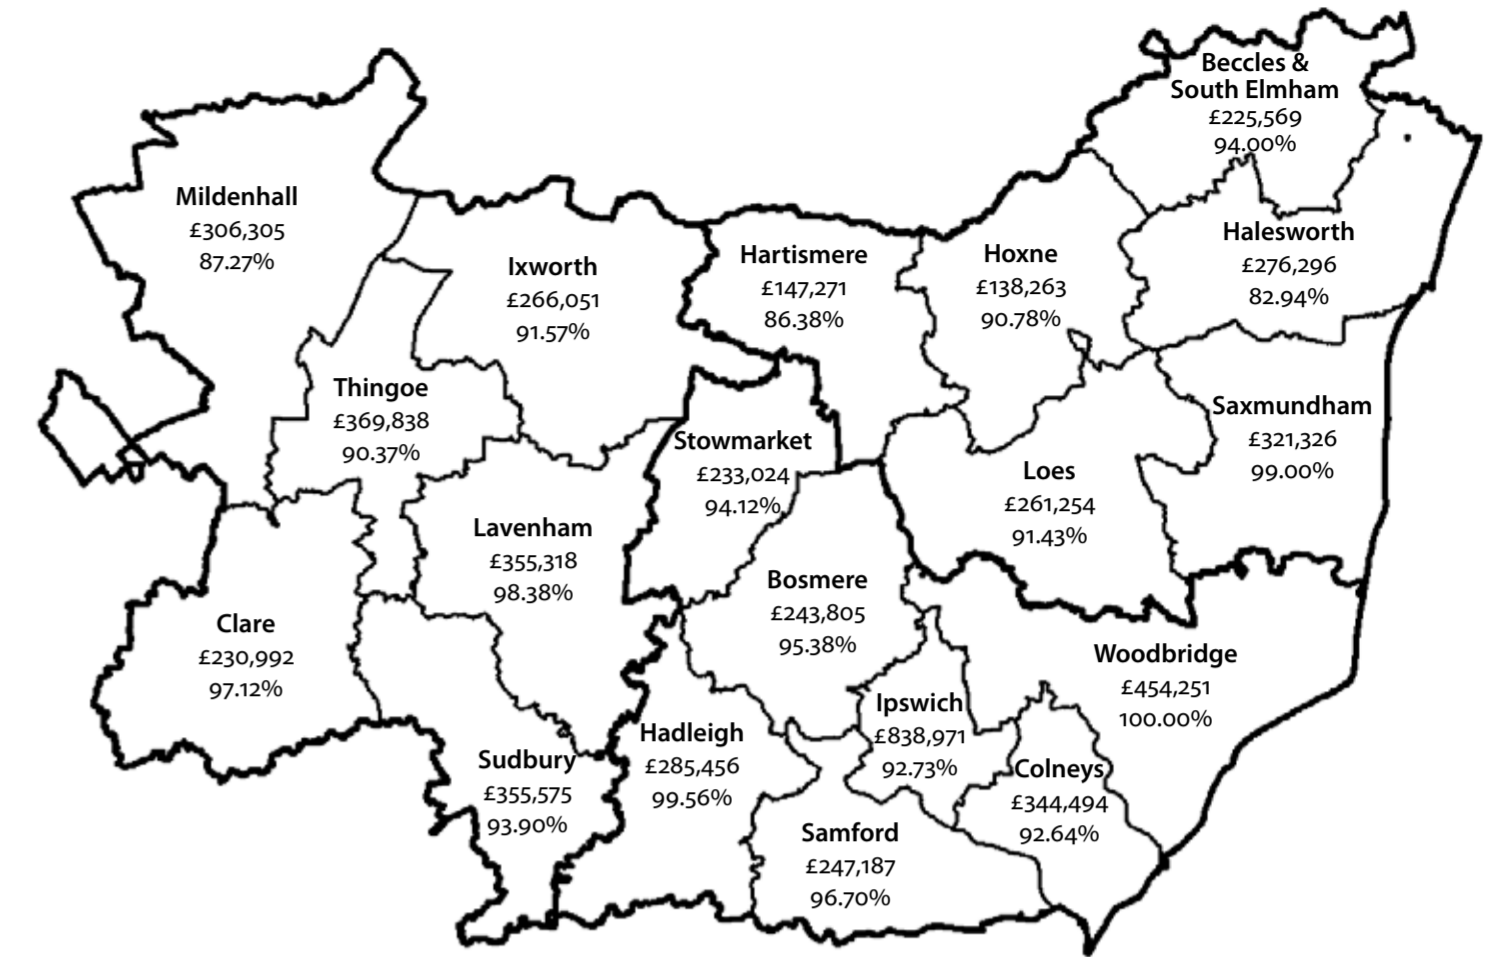 Beccles &
South Elmham
£225,569
94.00%
Mildenhall
£306,305
87.27%
Ixworth
£266,051
91.57%
Hartismere
£147,271
86.38%
Hoxne
£138,263
90.78%
Halesworth
£276,296
82.94%
Thingoe
£369,838
90.37%
Stowmarket
£233,024
94.12%
Loes
£261,254
91.43%
Saxmundham
£321,326
99.00%
Lavenham
£355,318
98.38%
Bosmere
£243,805
95.38%
Clare
£230,992
97.12%
Woodbridge
£454,251
100.00%
Sudbury
£355,575
93.90%
Hadleigh
£285,456
99.56%
Ipswich
£838,971
92.73%
Colneys
£344,494
92.64%
Samford
£247,187
96.70%